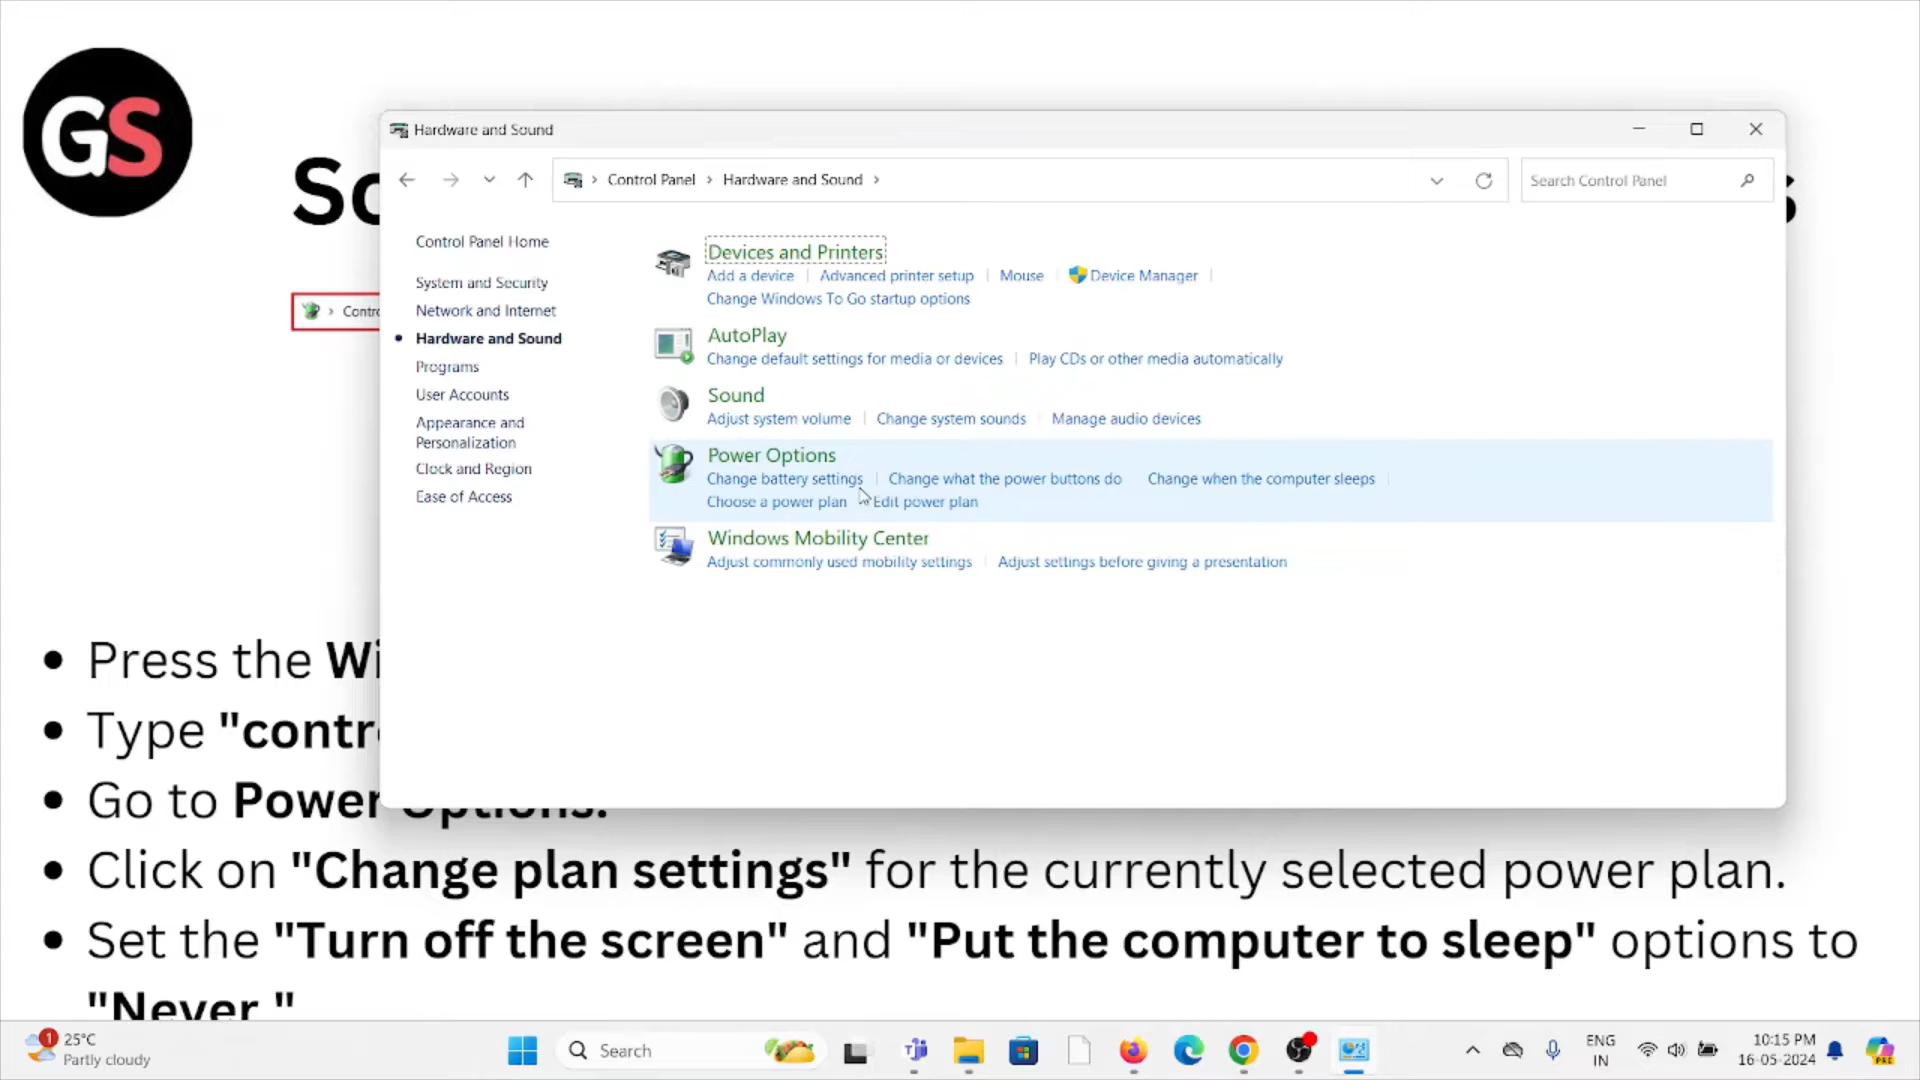 GS
So
s
Contro
Hardware and Sound
Control Panel
Hardware and Sound
Search Control Panel
Control Panel Home
System and Security
Network and Internet
Hardware and Sound
Programs
User Accounts
Appearance and
Personalization
Clock and Region
Ease of Access
Devices and Printers
Add a device Advanced printer setup Mouse Device Manager
Change Windows To Go startup options
AutoPlay
Change default settings for media or devices Play CDs or other media automatically
Sound
Adjust system volume Change system sounds Manage audio devices
Power Options
Change battery settings Change what the power buttons do Change when the computer sleeps
Choose a power plan Edit power plan
Windows Mobility Center
Adjust commonly used mobility settings Adjust settings before giving a presentation
• Press the Wi
• Type "contro
• Go to Power Options.
• Click on "Change plan settings" for the currently selected power plan.
• Set the "Turn off the screen" and "Put the computer to sleep" options to
"Never."
1
25°C
Partly cloudy
Search
ENG
IN
10:15 PM
16-05-2024
PRE